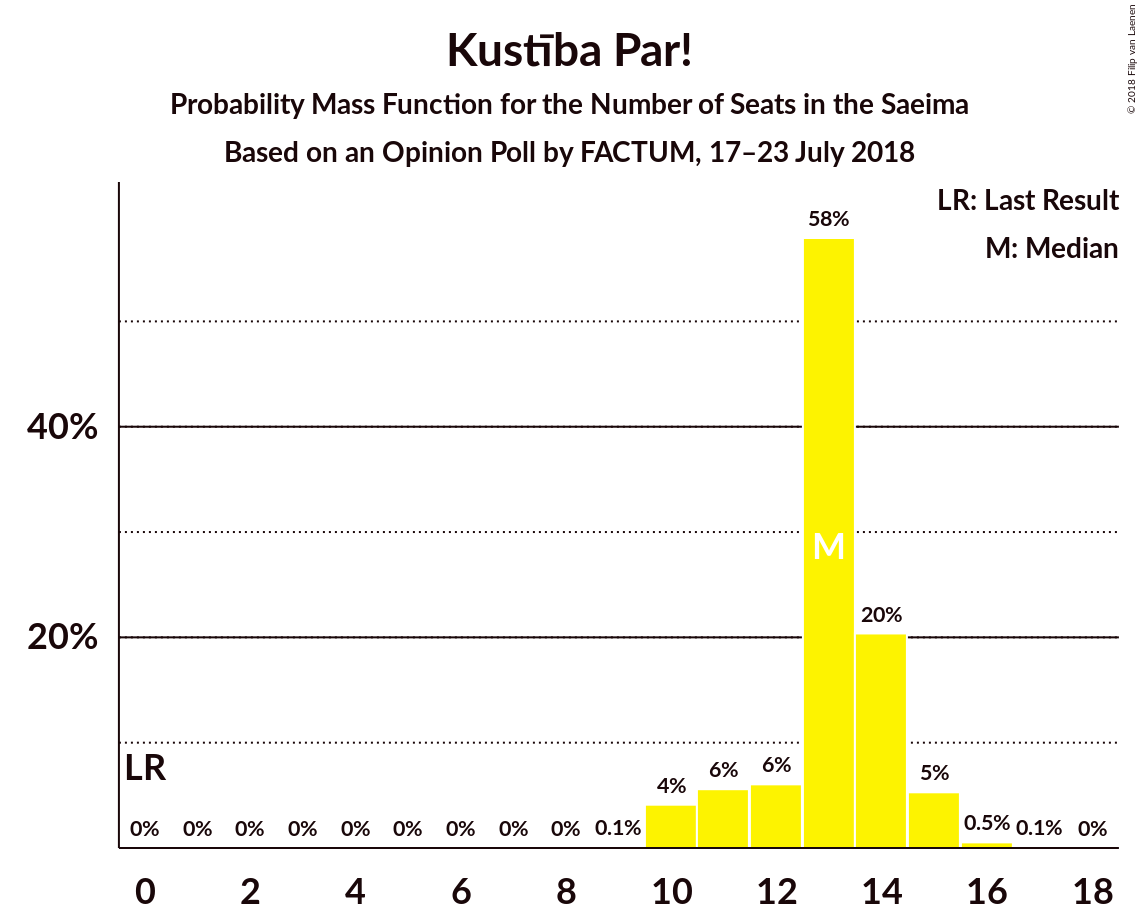 Kustība Par!
Probability Mass Function for the Number of Seats in the Saeima
Based on an Opinion Poll by FACTUM, 17–23 July 2018
© 2018 Filip van Laenen
LR: Last Result
M: Median
58%
40%
M
20%
20%
LR
0% 0% 0% 0% 0% 0% 0% 0% 0% 0.1% 4% 6% 6% 5% 0.5% 0.1% 0%
0 2 4 6 8 10 12 14 16 18